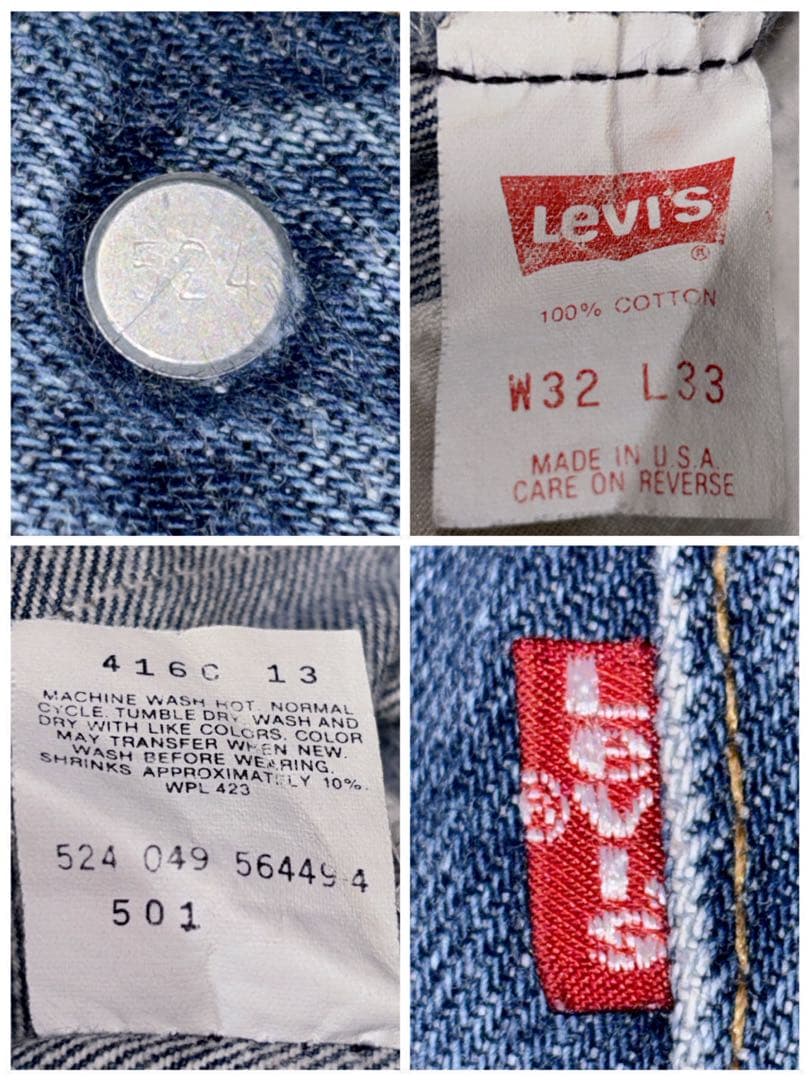 524
LEVI'S
®
100% COTTON
W32 L33
MADE IN U.S.A.
CARE ON REVERSE
416C 13
MACHINE WASH HOT. NORMAL
CYCLE. TUMBLE DRY. WASH AND
DRY WITH LIKE COLORS. COLOR
MAY TRANSFER WHEN NEW.
WASH BEFORE WEARING.
SHRINKS APPROXIMATELY 10%.
WPL 423
524 049 56449-4
501
LEVI'S
®